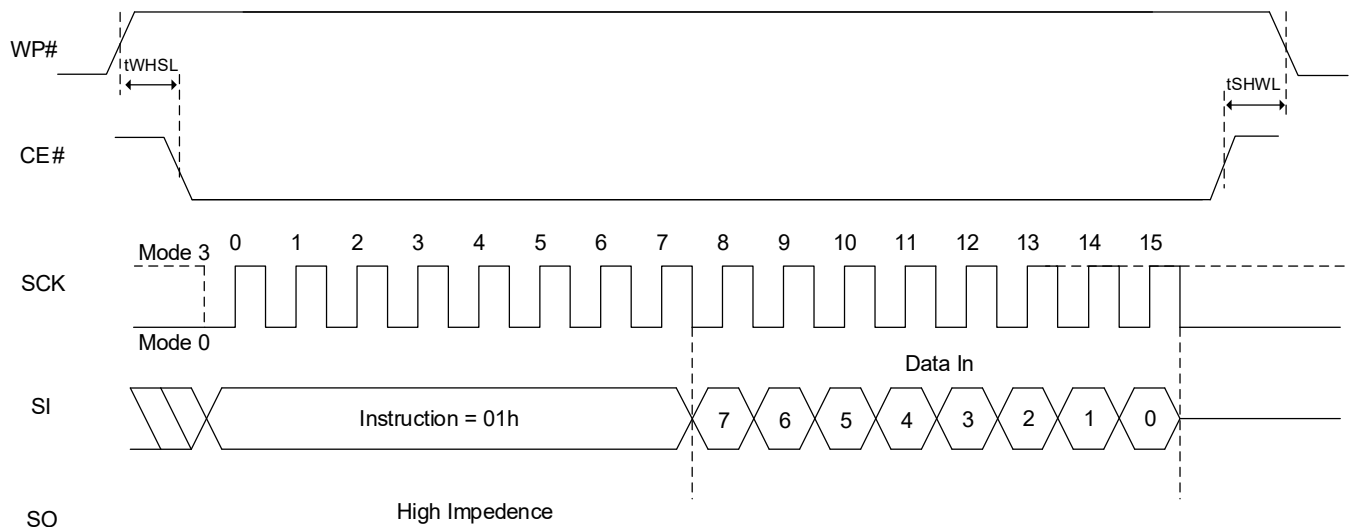 WP#
tWHSL
tSHWL
CE#
Mode 3
0 1 2 3 4 5 6 7 8 9 10 11 12 13 14 15
SCK
Mode 0
Data In
SI
Instruction = 01h
7 6 5 4 3 2 1 0
High Impedence
SO